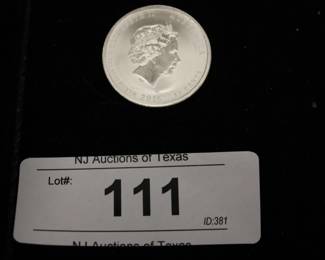 NJ Auctions of Texas
Lot#:
111
ID:381
NJ Auctions of Texas